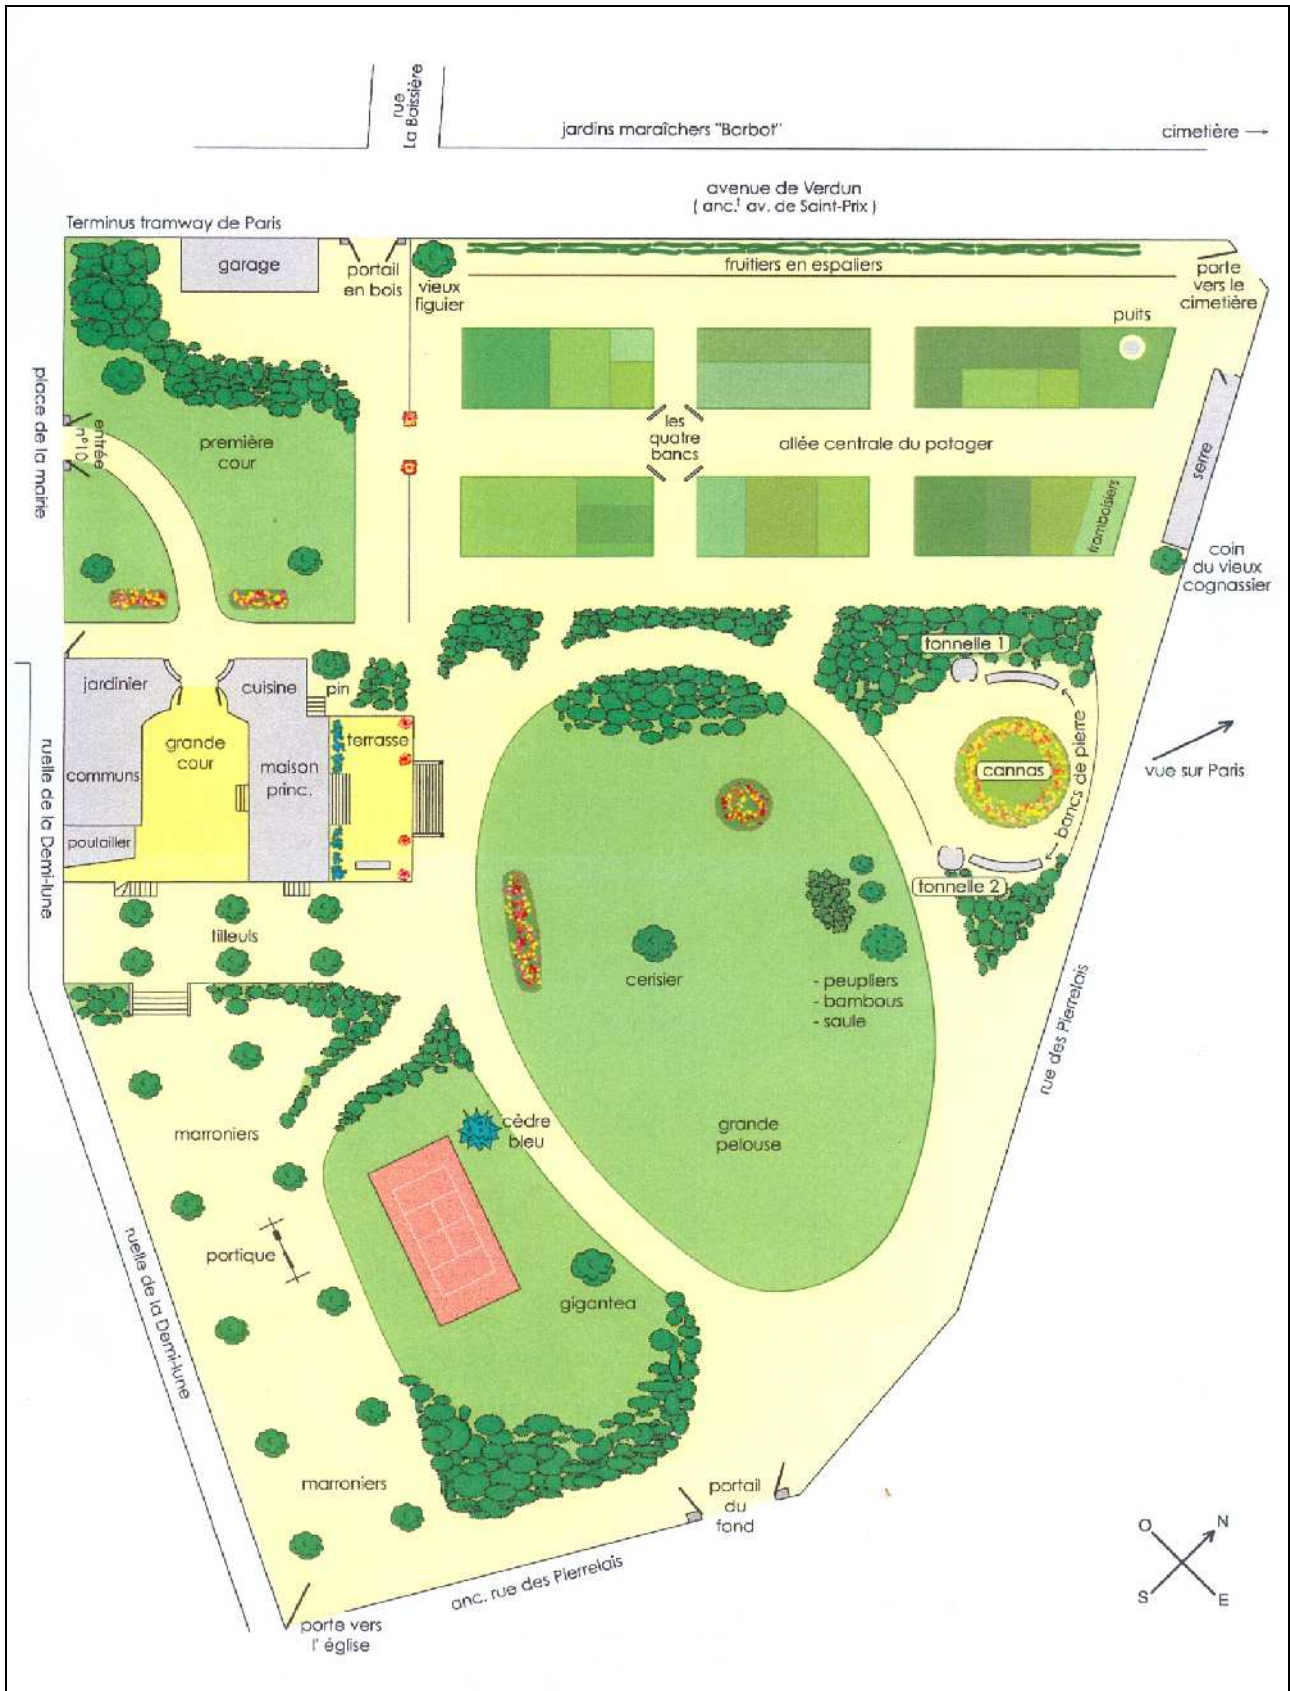 rue
La Boissière
jardins maraîchers "Barbot"
cimetière →
avenue de Verdun
( anc.t av. de Saint-Prix )
Terminus tramway de Paris
garage
portail
en bois
vieux
figuier
fruitiers en espaliers
porte
vers le
cimetière
puits
place de la mairie
entrée
n°10
première
cour
les
quatre
bancs
allée centrale du potager
serre
framboisiers
coin
du vieux
cognassier
tonnelle 1
jardinier
cuisine
pin
terrasse
grande
cour
communs
maison
princ.
poulailler
cannas
bancs de pierre
vue sur Paris
tonnelle 2
ruelle de la Demi-lune
tilleuls
cerisier
- peupliers
- bambous
- saule
rue des Pierrelais
marroniers
cèdre
bleu
grande
pelouse
portique
gigantea
ruelle de la Demi-lune
marroniers
portail
du
fond
anc. rue des Pierrelais
porte vers
l' église
O
N
S
E